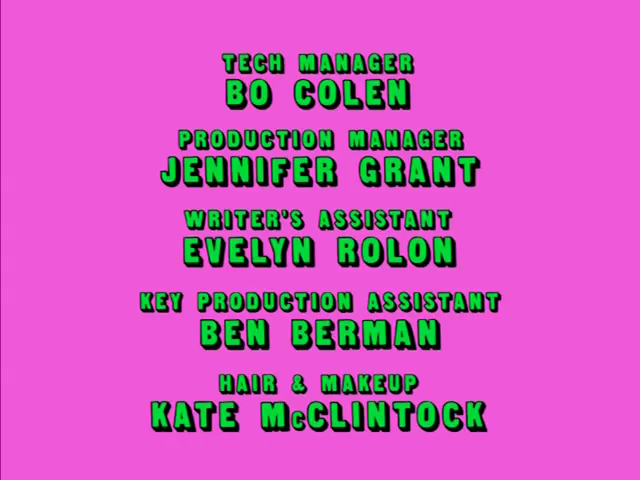 TECH MANAGER
BO COLEN
PRODUCTION MANAGER
JENNIFER GRANT
WRITER'S ASSISTANT
EVELYN ROLON
KEY PRODUCTION ASSISTANT
BEN BERMAN
HAIR & MAKEUP
KATE McCLINTOCK